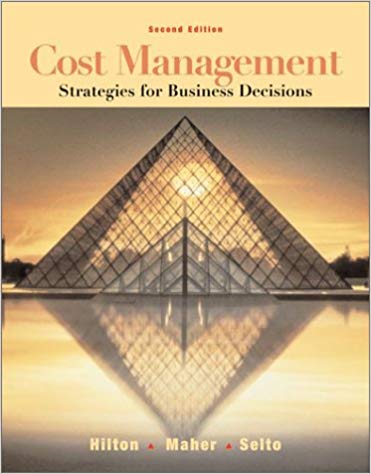 Second Edition
Cost Management
Strategies for Business Decisions
Hilton ▲ Maher ▲ Selto